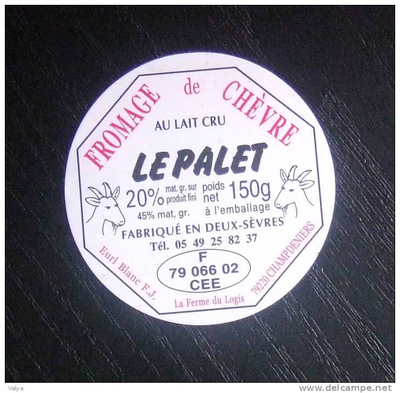 FROMAGE de CHÈVRE
AU LAIT CRU
LE PALET
20% mat. gr. sur produit fini poids net 150g
45% mat. gr. à l'emballage
FABRIQUÉ EN DEUX-SÈVRES
Tél. 05 49 25 82 37
F
79 066 02
CEE
Eurl Blanc F.J.
La Ferme du Logis
79220 CHAMPDENIERS
Valya
delcampe.net